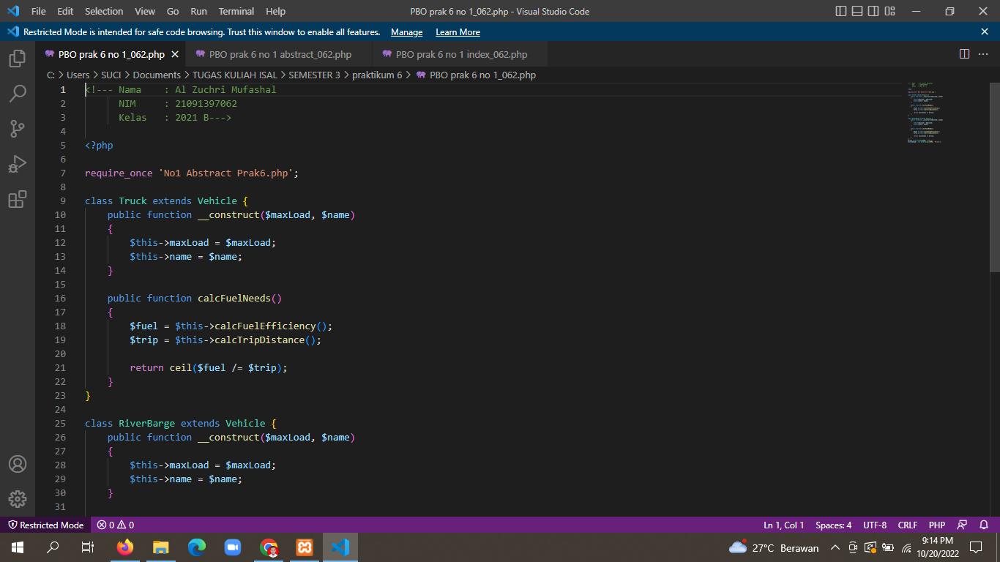 File Edit Selection View Go Run Terminal Help PBO prak 6 no 1_062.php - Visual Studio Code
Restricted Mode is intended for safe code browsing. Trust this window to enable all features. Manage Learn More
PBO prak 6 no 1_062.php PBO prak 6 no 1 abstract_062.php PBO prak 6 no 1 index_062.php
C: > Users > SUCI > Documents > TUGAS KULIAH ISAL > SEMESTER 3 > praktikum 6 > PBO prak 6 no 1_062.php
1 <!--- Nama : Al Zuchri Mufashal
2 NIM : 21091397062
3 Kelas : 2021 B--->
4
5 <?php
6
7 require_once 'No1 Abstract Prak6.php';
8
9 class Truck extends Vehicle {
10 public function __construct($maxLoad, $name)
11 {
12 $this->maxLoad = $maxLoad;
13 $this->name = $name;
14 }
15
16 public function calcFuelNeeds()
17 {
18 $fuel = $this->calcFuelEfficiency();
19 $trip = $this->calcTripDistance();
20
21 return ceil($fuel /= $trip);
22 }
23 }
24
25 class RiverBarge extends Vehicle {
26 public function __construct($maxLoad, $name)
27 {
28 $this->maxLoad = $maxLoad;
29 $this->name = $name;
30 }
31
Restricted Mode 0 0 Ln 1, Col 1 Spaces: 4 UTF-8 CRLF PHP
27°C Berawan 9:14 PM
10/20/2022